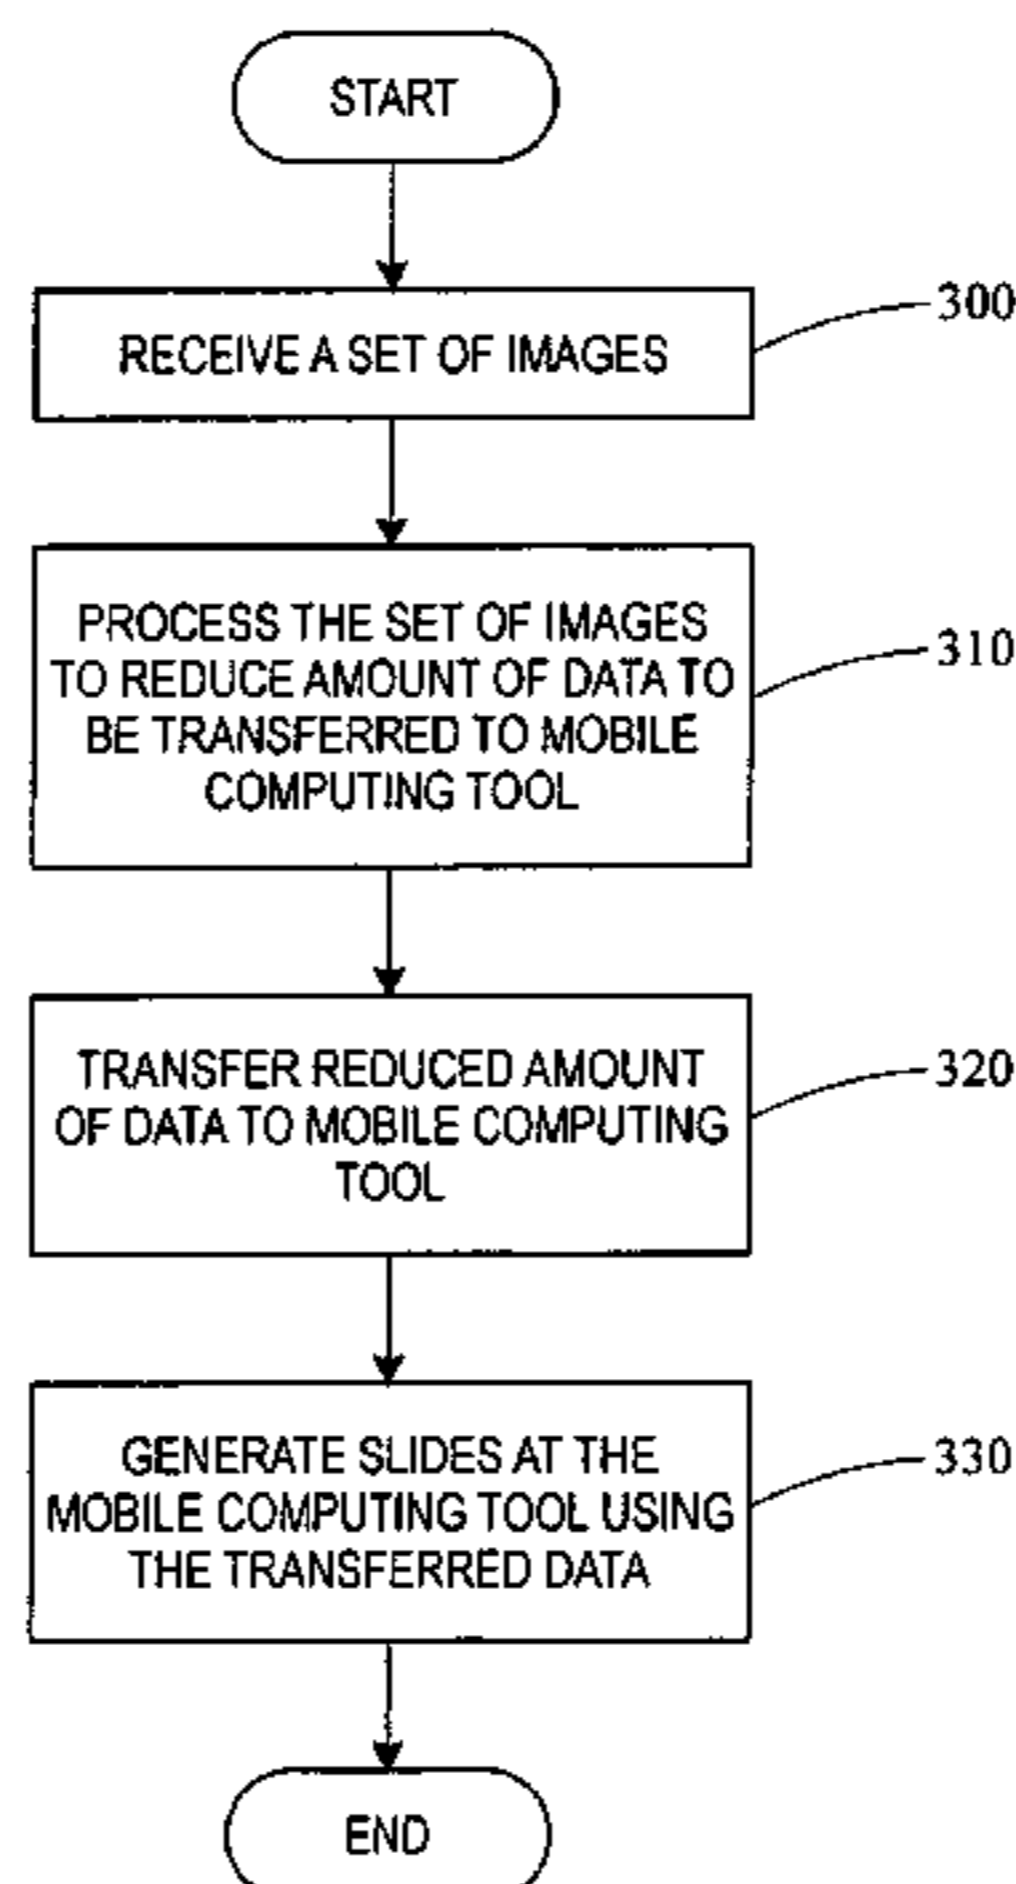 START
RECEIVE A SET OF IMAGES
300
PROCESS THE SET OF IMAGES
TO REDUCE AMOUNT OF DATA TO
BE TRANSFERRED TO MOBILE
COMPUTING TOOL
310
TRANSFER REDUCED AMOUNT
OF DATA TO MOBILE COMPUTING
TOOL
320
GENERATE SLIDES AT THE
MOBILE COMPUTING TOOL USING
THE TRANSFERRED DATA
330
END